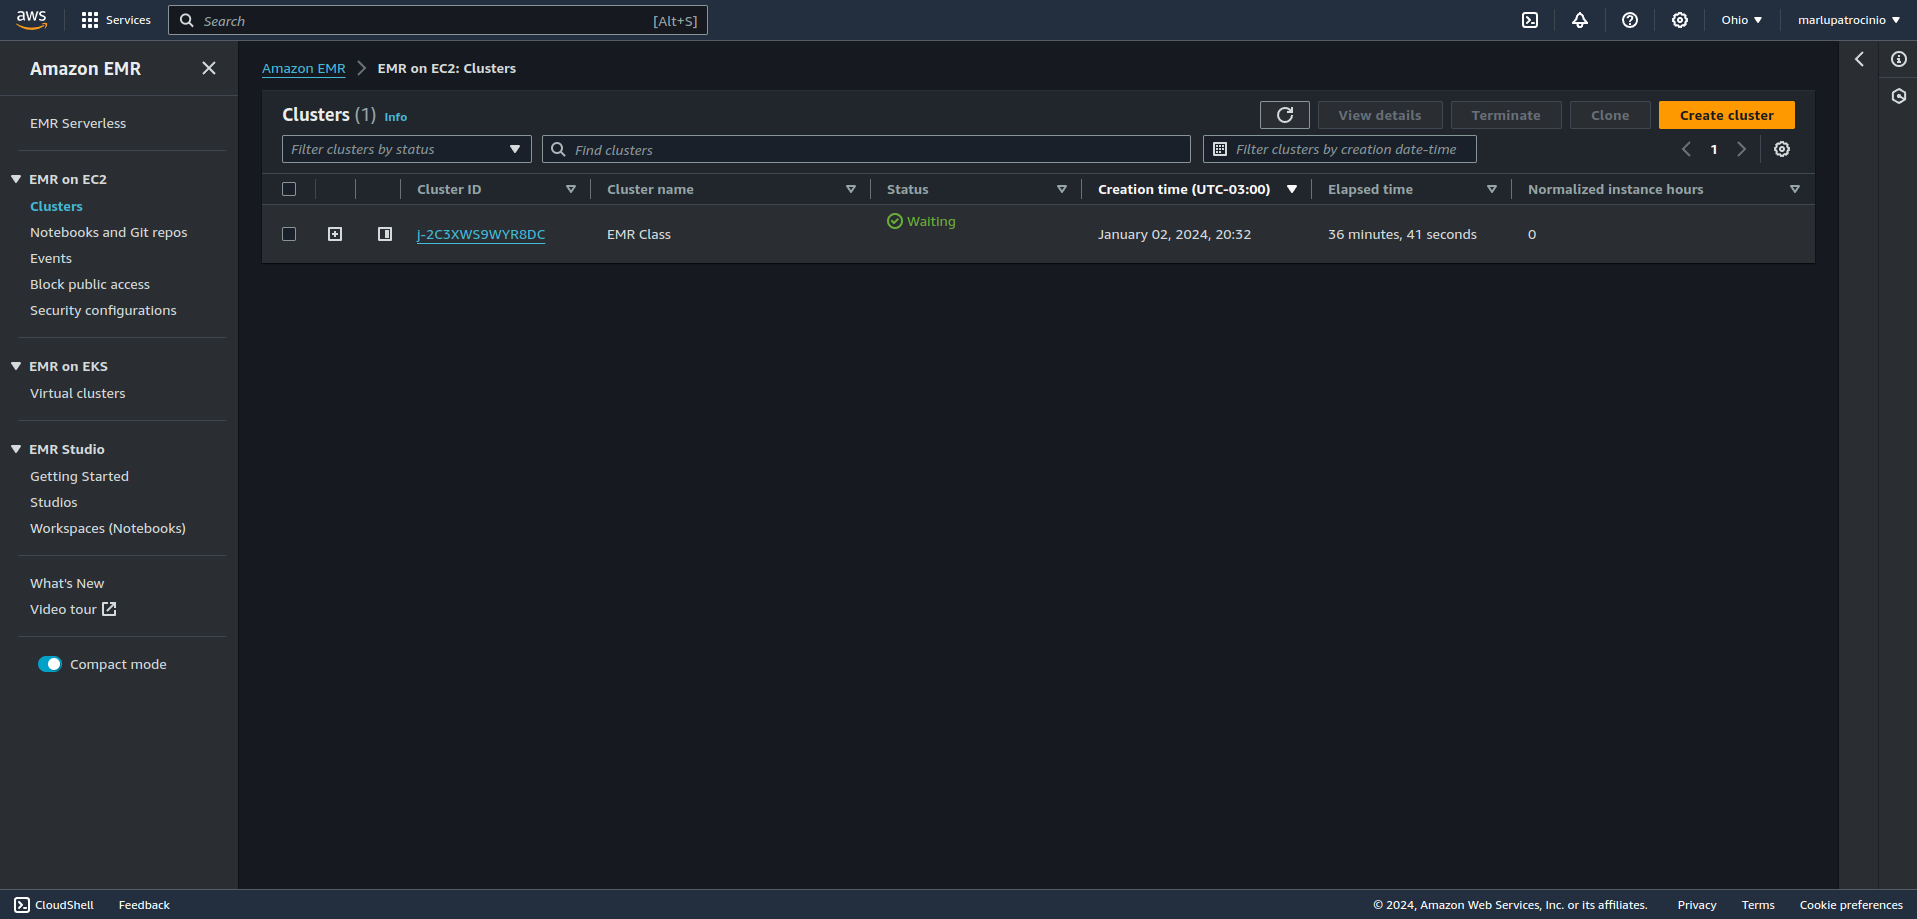 aws
Services
Search [Alt+S]
Ohio
marlupatrocinio
Amazon EMR
EMR Serverless
EMR on EC2
Clusters
Notebooks and Git repos
Events
Block public access
Security configurations
EMR on EKS
Virtual clusters
EMR Studio
Getting Started
Studios
Workspaces (Notebooks)
What's New
Video tour
Compact mode
Amazon EMR > EMR on EC2: Clusters
Clusters (1) Info
View details
Terminate
Clone
Create cluster
Filter clusters by status
Find clusters
Filter clusters by creation date-time
1
Cluster ID Cluster name Status Creation time (UTC-03:00) Elapsed time Normalized instance hours
j-2C3XWS9WYR8DC EMR Class Waiting January 02, 2024, 20:32 36 minutes, 41 seconds 0
CloudShell Feedback © 2024, Amazon Web Services, Inc. or its affiliates. Privacy Terms Cookie preferences